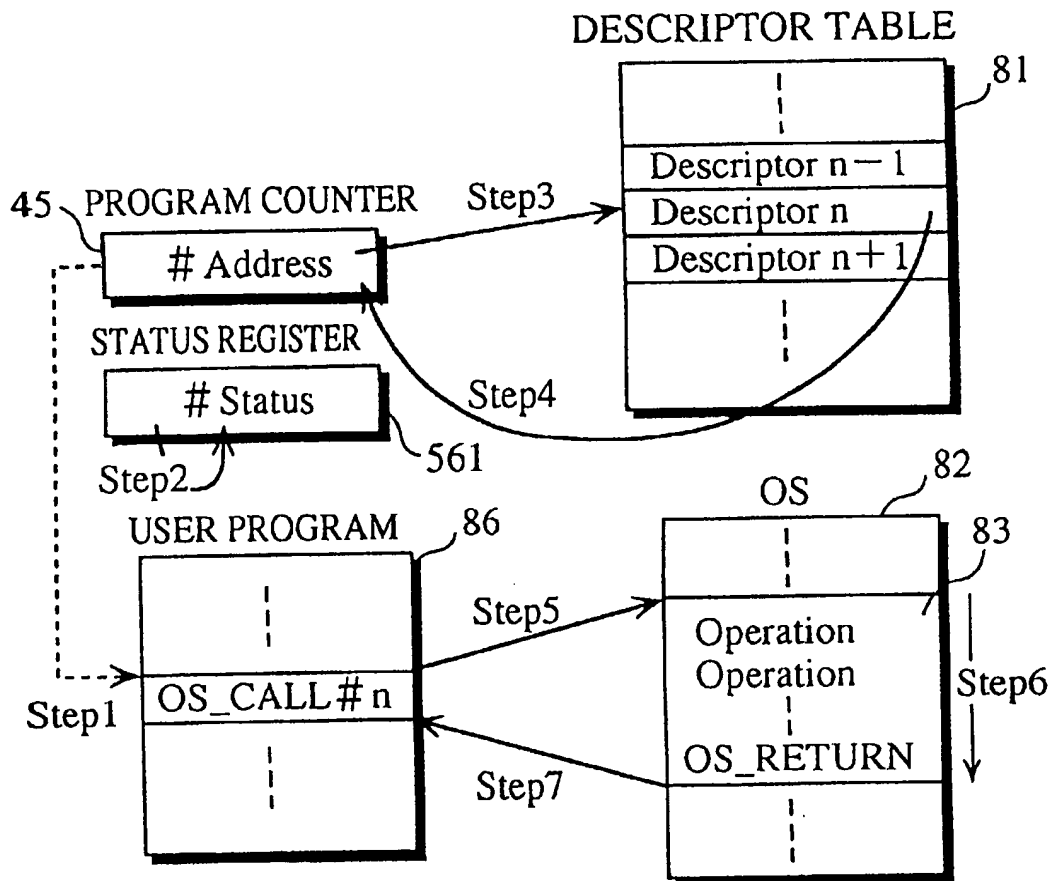 DESCRIPTOR TABLE
81
Descriptor n－1
45 PROGRAM COUNTER
Step3
Descriptor n
# Address
Descriptor n＋1
STATUS REGISTER
# Status
Step4
Step2
561
82
OS
USER PROGRAM
86
83
Step5
Operation
Operation
OS_CALL # n
Step6
Step1
OS_RETURN
Step7